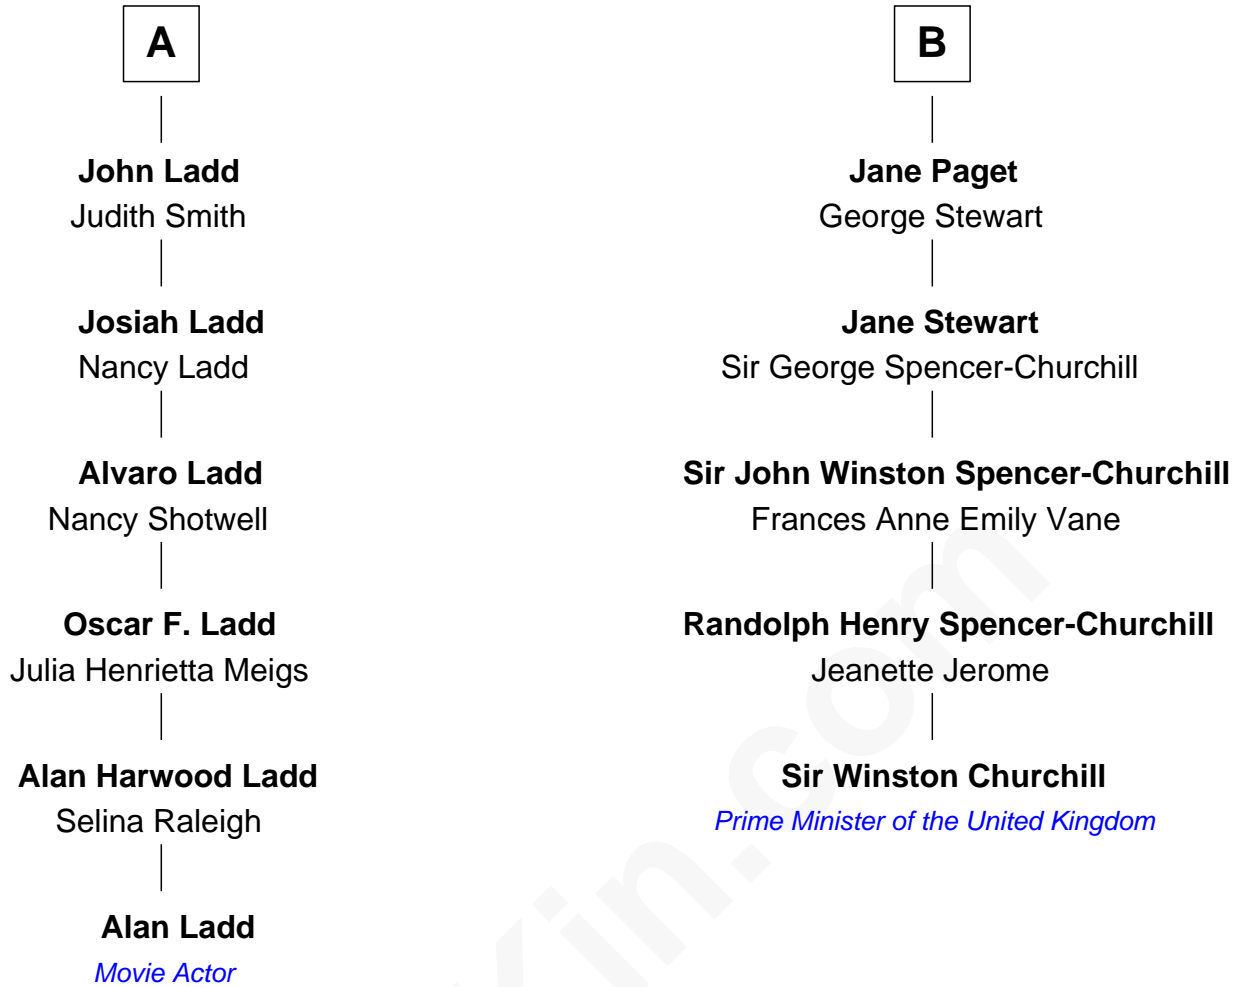 A
John Ladd
Judith Smith
Josiah Ladd
Nancy Ladd
Alvaro Ladd
Nancy Shotwell
Oscar F. Ladd
Julia Henrietta Meigs
Alan Harwood Ladd
Selina Raleigh
Alan Ladd
Movie Actor
B
Jane Paget
George Stewart
Jane Stewart
Sir George Spencer-Churchill
Sir John Winston Spencer-Churchill
Frances Anne Emily Vane
Randolph Henry Spencer-Churchill
Jeanette Jerome
Sir Winston Churchill
Prime Minister of the United Kingdom
Kin.com